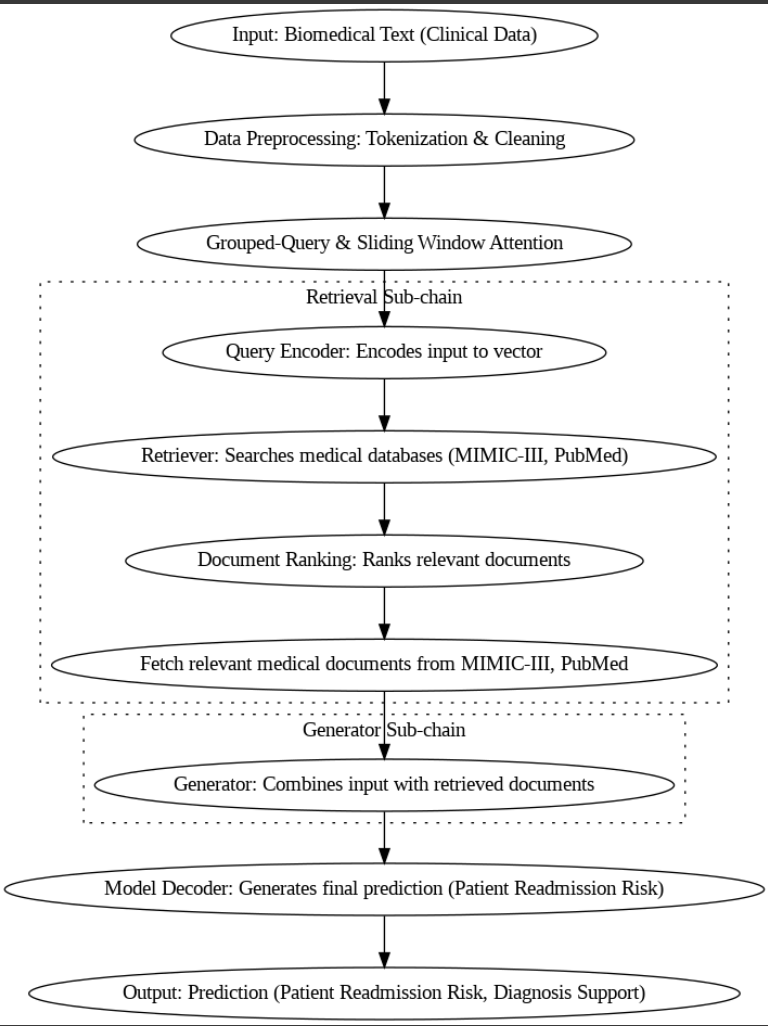 Input: Biomedical Text (Clinical Data)
Data Preprocessing: Tokenization & Cleaning
Grouped-Query & Sliding Window Attention
Retrieval Sub-chain
Query Encoder: Encodes input to vector
Retriever: Searches medical databases (MIMIC-III, PubMed)
Document Ranking: Ranks relevant documents
Fetch relevant medical documents from MIMIC-III, PubMed
Generator Sub-chain
Generator: Combines input with retrieved documents
Model Decoder: Generates final prediction (Patient Readmission Risk)
Output: Prediction (Patient Readmission Risk, Diagnosis Support)